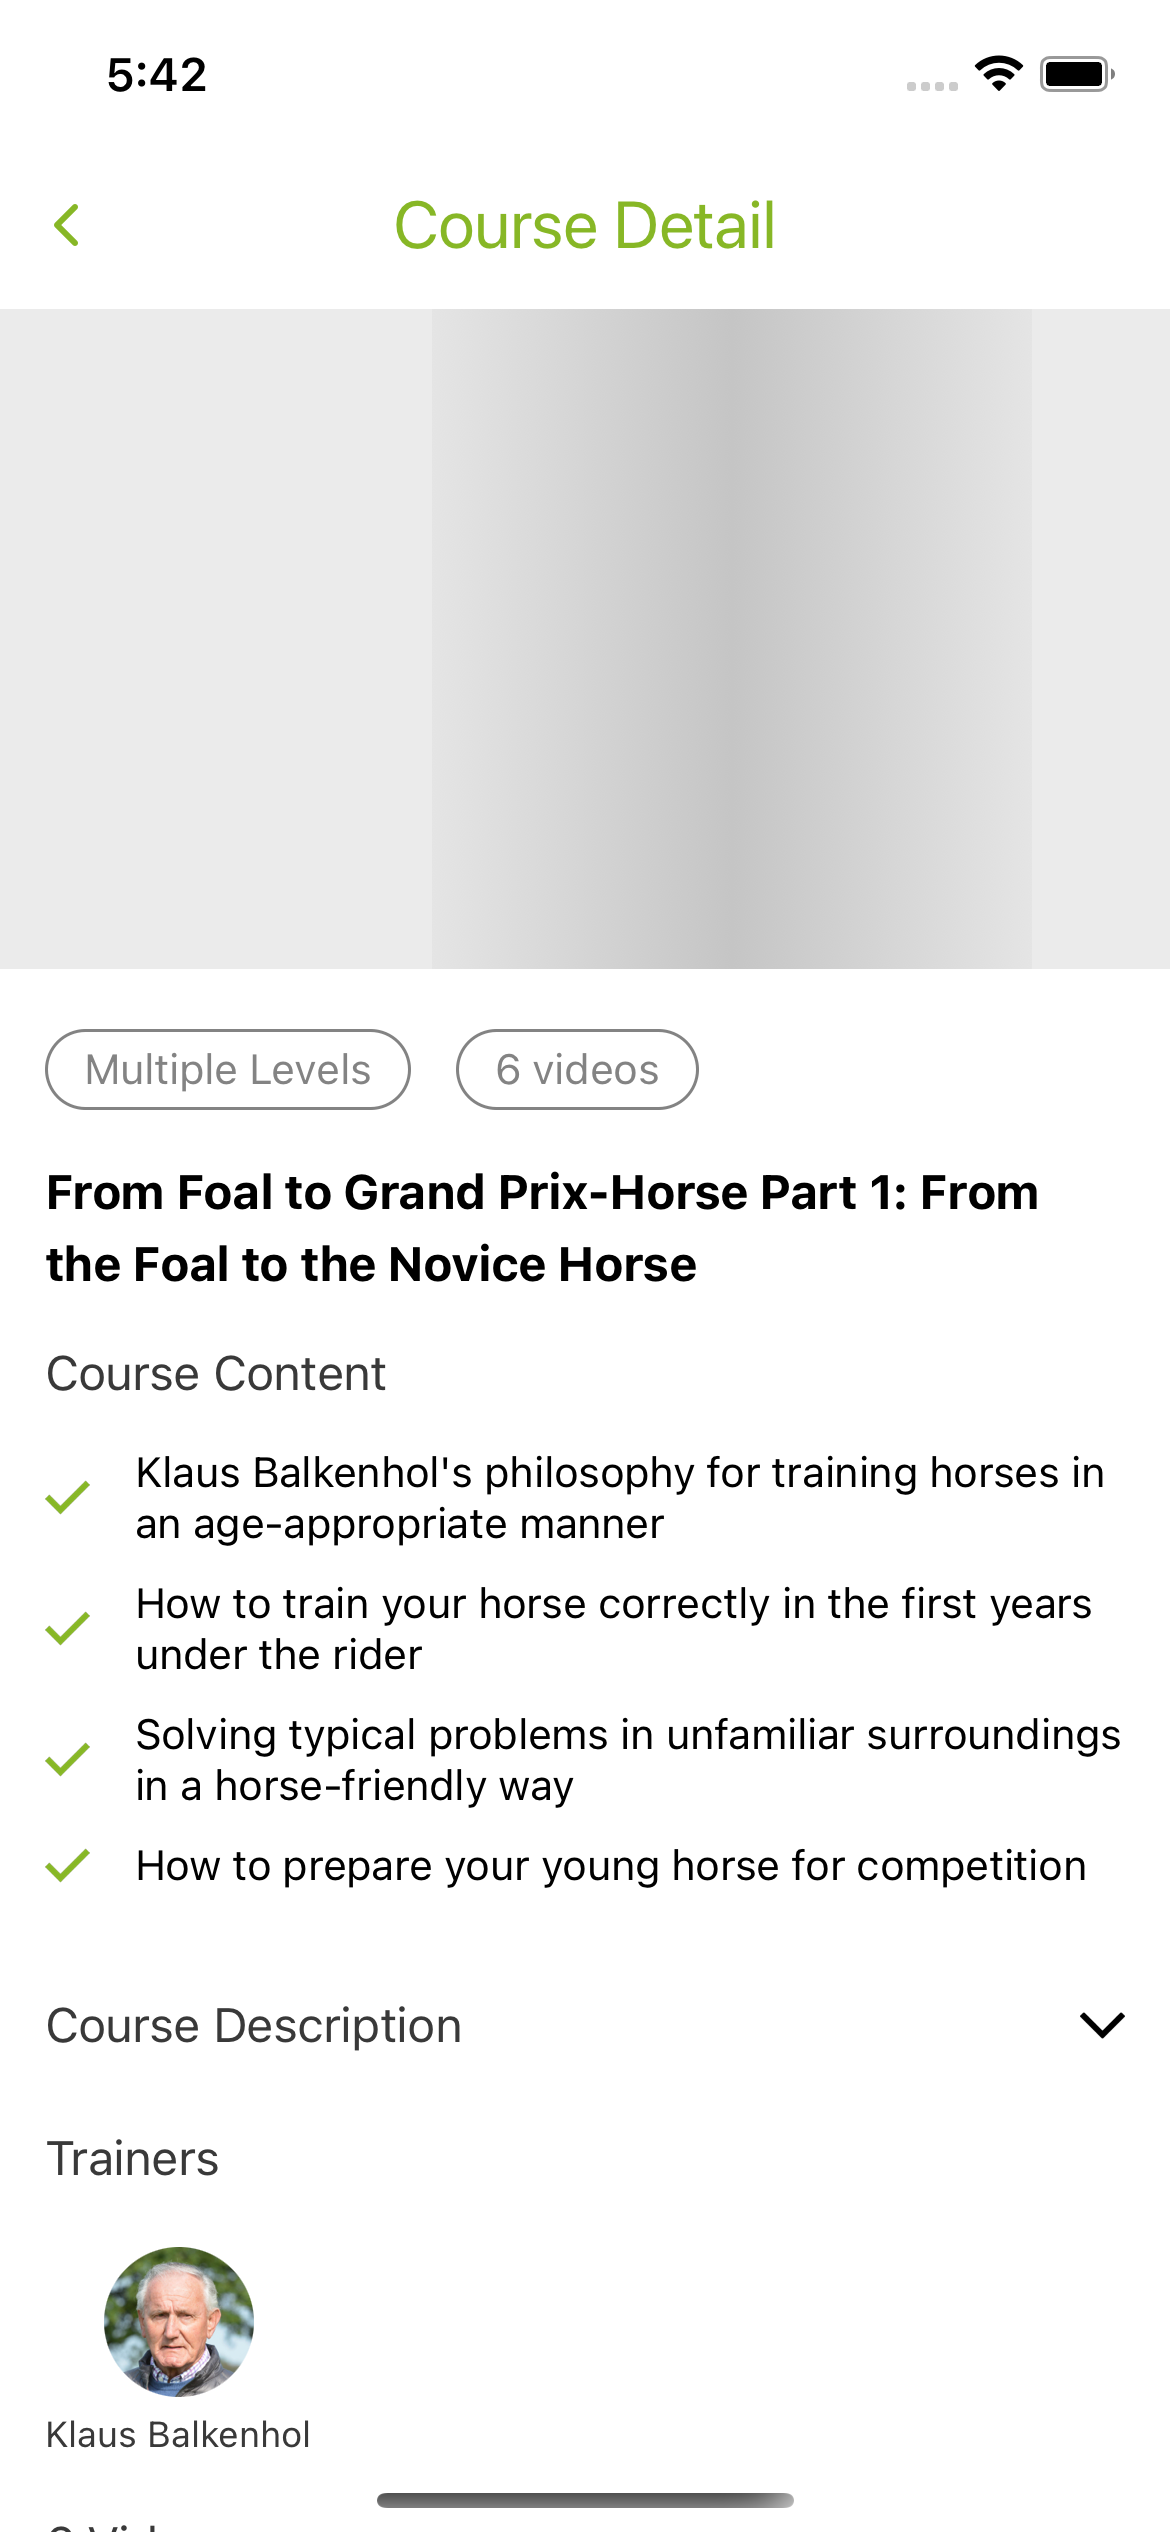 5:42
Course Detail
Multiple Levels
6 videos
From Foal to Grand Prix-Horse Part 1: From
the Foal to the Novice Horse
Course Content
Klaus Balkenhol's philosophy for training horses in
an age-appropriate manner
How to train your horse correctly in the first years
under the rider
Solving typical problems in unfamiliar surroundings
in a horse-friendly way
How to prepare your young horse for competition
Course Description
Trainers
Klaus Balkenhol